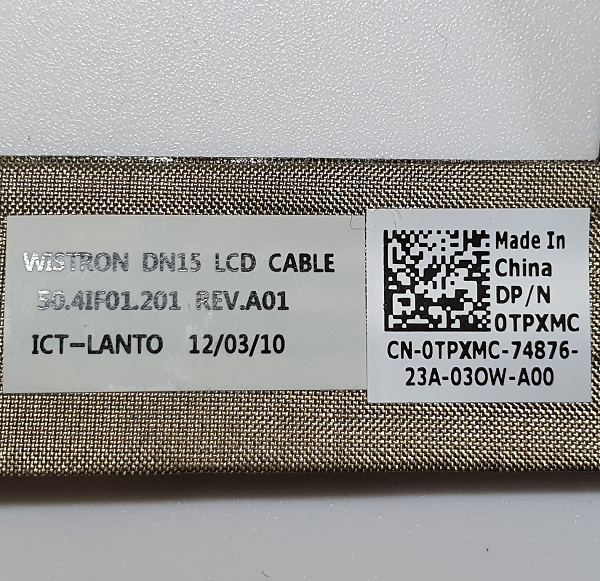 WISTRON DN15 LCD CABLE
50.4IF01.201 REV.A01
ICT-LANTO 12/03/10
Made In
China
DP/N
0TPXMC
CN-0TPXMC-74876-
23A-03OW-A00